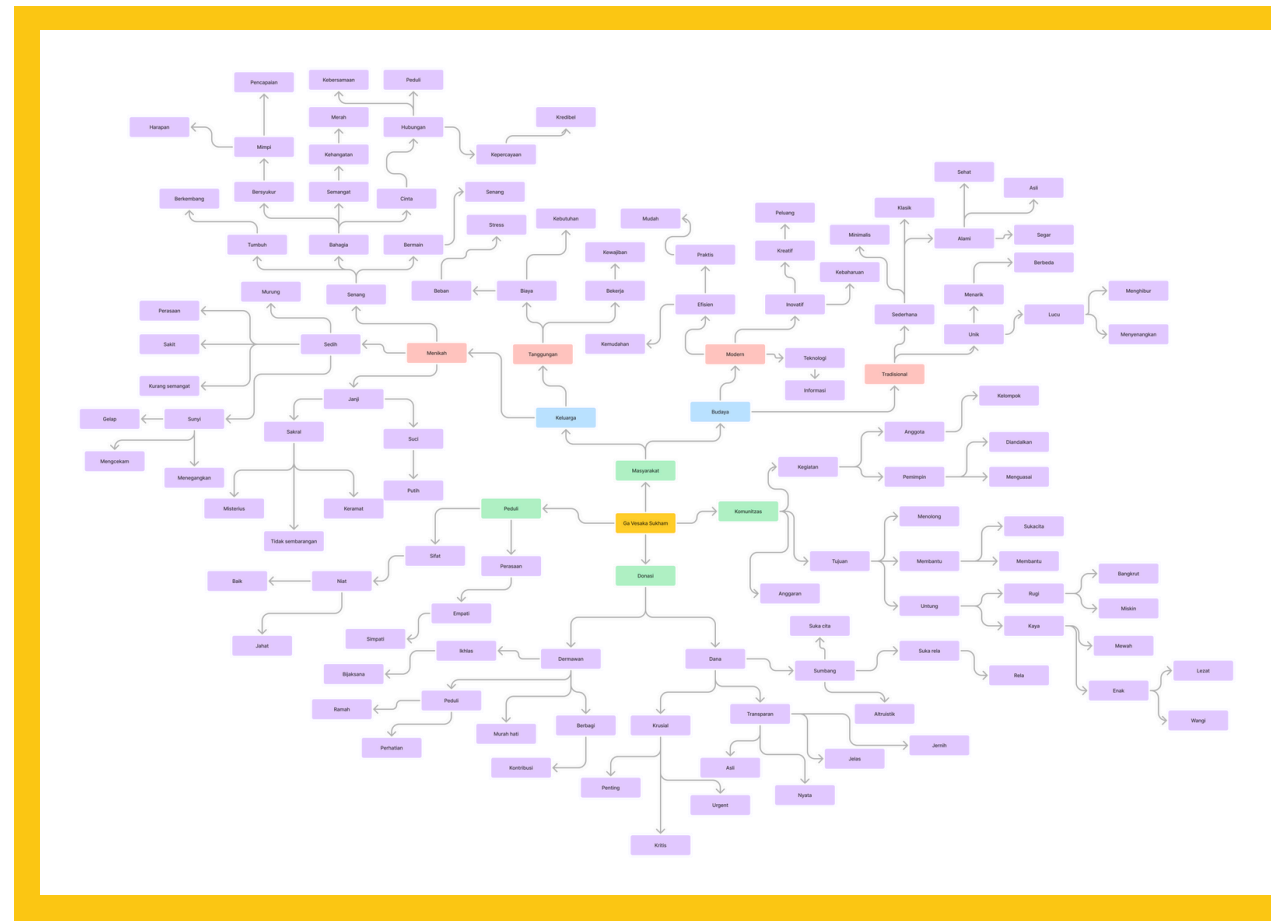 Pencapaian
Kebersamaan
Peduli
Harapan
Merah
Hubungan
Kredibel
Mimpi
Kehangatan
Kepercayaan
Bersyukur
Semangat
Cinta
Senang
Berkembang
Stress
Kebutuhan
Tumbuh
Bahagia
Bermain
Kewajiban
Murung
Senang
Beban
Biaya
Bekerja
Perasaan
Sakit
Sedih
Menikah
Tanggungan
Kurang semangat
Janji
Gelap
Sunyi
Sakral
Suci
Keluarga
Mengcekam
Menegangkan
Putih
Misterius
Keramat
Tidak sembarangan
Sehat
Asli
Klasik
Peluang
Mudah
Minimalis
Alami
Segar
Praktis
Kreatif
Kebaharuan
Berbeda
Menarik
Menghibur
Efisien
Inovatif
Sederhana
Lucu
Unik
Menyenangkan
Kemudahan
Modern
Teknologi
Tradisional
Informasi
Budaya
Masyarakat
Kelompok
Anggota
Kegiatan
Diandalkan
Pemimpin
Menguasai
Peduli
Ga Vesaka Sukham
Komunitzas
Donasi
Menolong
Sukacita
Tujuan
Membantu
Membantu
Anggaran
Bangkrut
Rugi
Untung
Miskin
Kaya
Mewah
Lezat
Enak
Wangi
Sifat
Perasaan
Baik
Niat
Empati
Simpati
Jahat
Ikhlas
Dermawan
Bijaksana
Peduli
Ramah
Perhatian
Murah hati
Berbagi
Kontribusi
Dana
Suka cita
Sumbang
Suka rela
Rela
Altruistik
Krusial
Transparan
Jernih
Jelas
Asli
Nyata
Penting
Urgent
Kritis